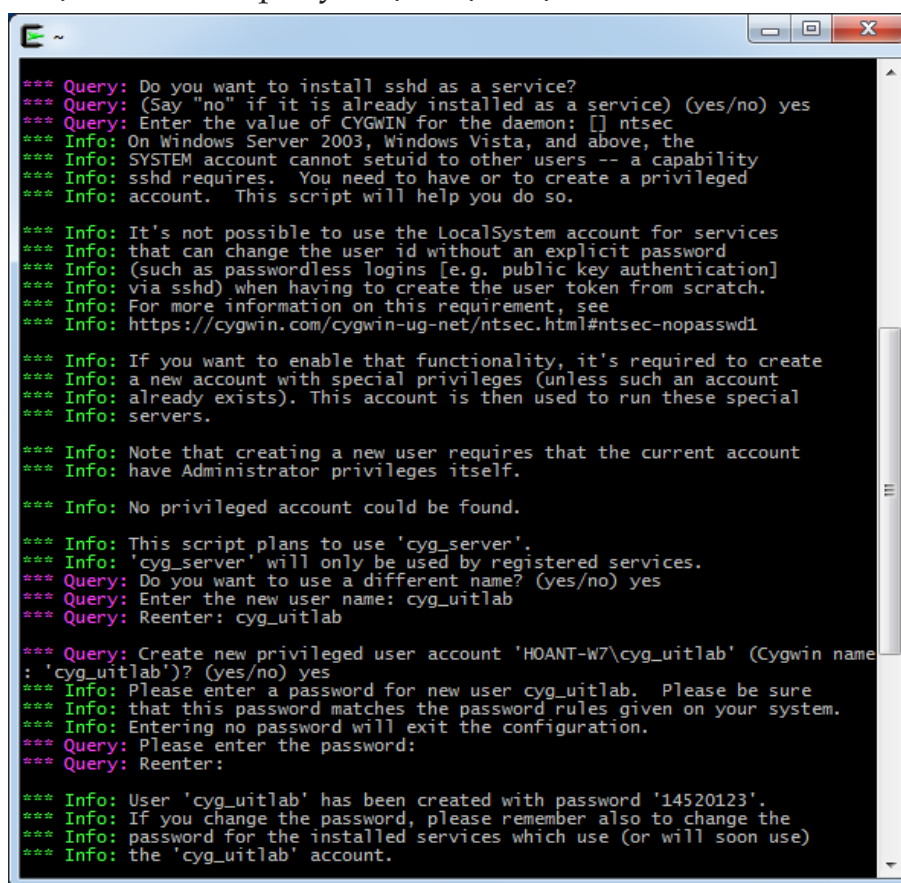 ~
*** Query: Do you want to install sshd as a service?
*** Query: (Say "no" if it is already installed as a service) (yes/no) yes
*** Query: Enter the value of CYGWIN for the daemon: [] ntsec
*** Info: On Windows Server 2003, Windows Vista, and above, the
*** Info: SYSTEM account cannot setuid to other users -- a capability
*** Info: sshd requires.  You need to have or to create a privileged
*** Info: account.  This script will help you do so.
*** Info: It's not possible to use the LocalSystem account for services
*** Info: that can change the user id without an explicit password
*** Info: (such as passwordless logins [e.g. public key authentication]
*** Info: via sshd) when having to create the user token from scratch.
*** Info: For more information on this requirement, see
*** Info: https://cygwin.com/cygwin-ug-net/ntsec.html#ntsec-nopasswd1
*** Info: If you want to enable that functionality, it's required to create
*** Info: a new account with special privileges (unless such an account
*** Info: already exists). This account is then used to run these special
*** Info: servers.
*** Info: Note that creating a new user requires that the current account
*** Info: have Administrator privileges itself.
*** Info: No privileged account could be found.
*** Info: This script plans to use 'cyg_server'.
*** Info: 'cyg_server' will only be used by registered services.
*** Query: Do you want to use a different name? (yes/no) yes
*** Query: Enter the new user name: cyg_uitlab
*** Query: Reenter: cyg_uitlab
*** Query: Create new privileged user account 'HOANT-W7\cyg_uitlab' (Cygwin name
: 'cyg_uitlab')? (yes/no) yes
*** Info: Please enter a password for new user cyg_uitlab.  Please be sure
*** Info: that this password matches the password rules given on your system.
*** Info: Entering no password will exit the configuration.
*** Query: Please enter the password:
*** Query: Reenter:
*** Info: User 'cyg_uitlab' has been created with password '14520123'.
*** Info: If you change the password, please remember also to change the
*** Info: password for the installed services which use (or will soon use)
*** Info: the 'cyg_uitlab' account.